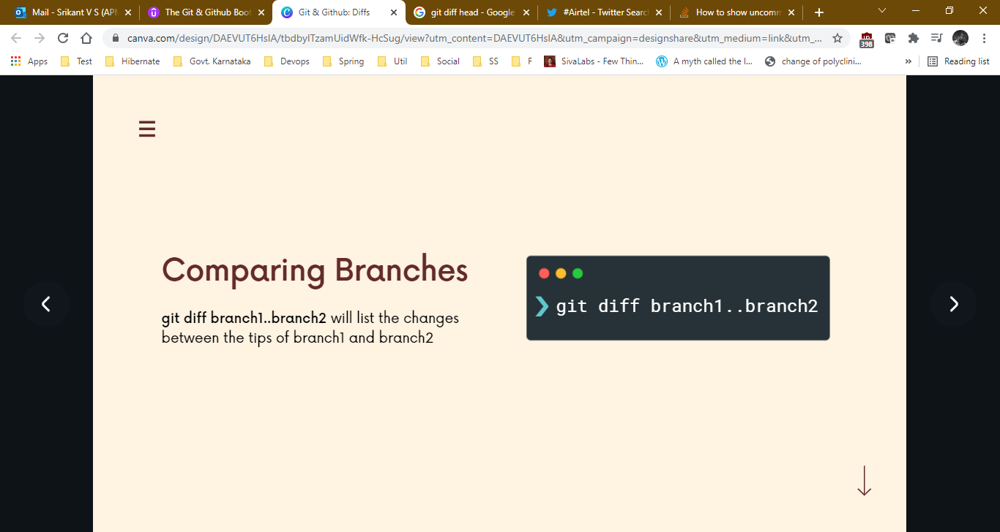 Mail - Srikant V S (APM
The Git & Github Boot
Git & Github: Diffs
git diff head - Google
#Airtel - Twitter Searc
How to show uncomm
canva.com/design/DAEVUT6HsIA/tbdbyITzamUidWfk-HcSug/view?utm_content=DAEVUT6HsIA&utm_campaign=designshare&utm_medium=link&utm_...
398
Apps
Test
Hibernate
Govt. Karnataka
Devops
Spring
Util
Social
SS
F
SivaLabs - Few Thin...
A myth called the I...
change of polyclini...
»
Reading list
Comparing Branches
git diff branch1..branch2 will list the changes
between the tips of branch1 and branch2
❯ git diff branch1..branch2